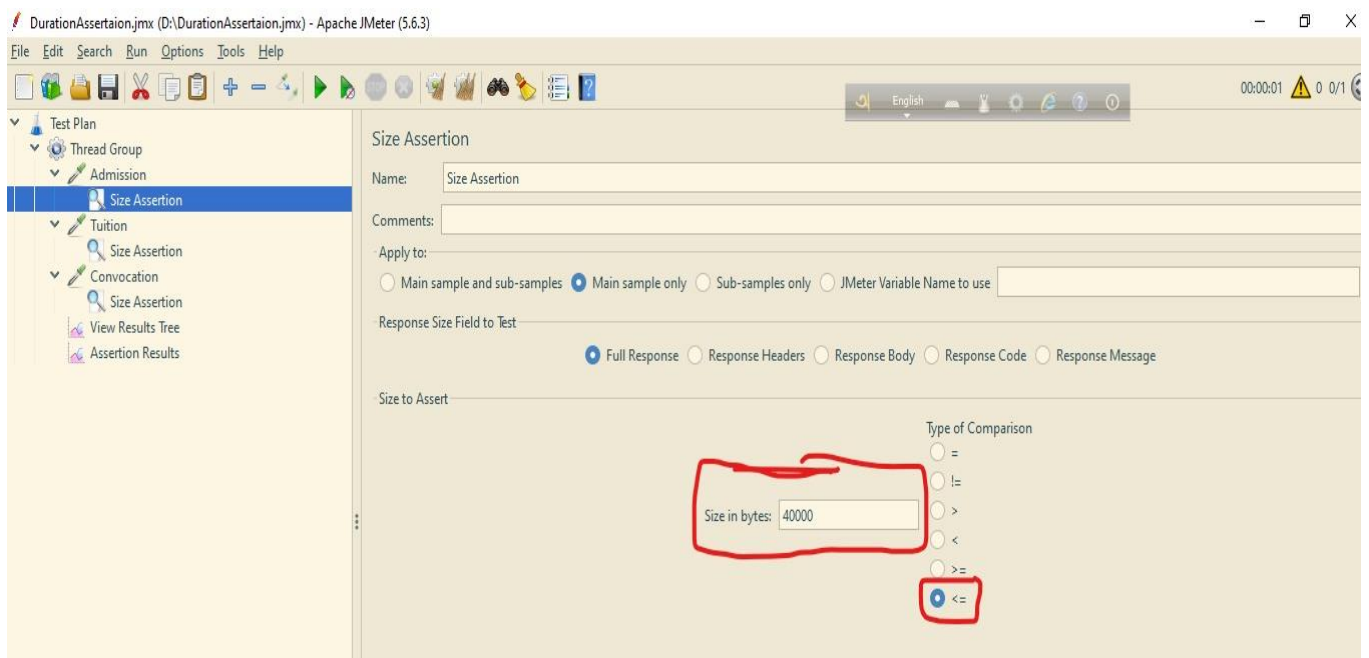 DurationAssertaion.jmx (D:\DurationAssertaion.jmx) - Apache JMeter (5.6.3)
File Edit Search Run Options Tools Help
English
00:00:01 0 0/1
Test Plan
Thread Group
Admission
Size Assertion
Tuition
Size Assertion
Convocation
Size Assertion
View Results Tree
Assertion Results
Size Assertion
Name: Size Assertion
Comments:
Apply to:
Main sample and sub-samples Main sample only Sub-samples only JMeter Variable Name to use
Response Size Field to Test
Full Response Response Headers Response Body Response Code Response Message
Size to Assert
Type of Comparison
=
!=
Size in bytes: 40000 >
<
>=
<=